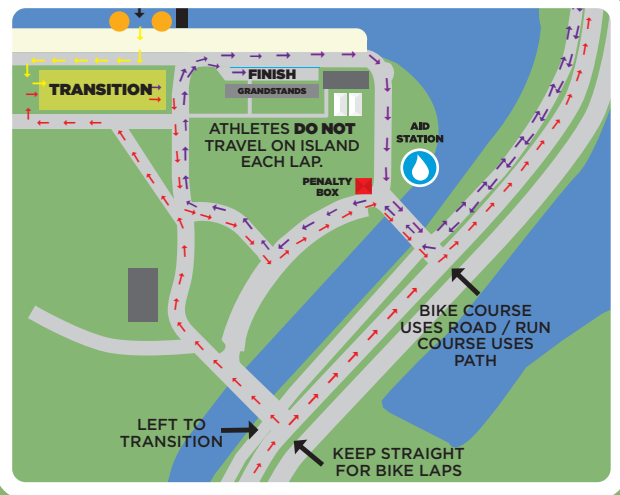 TRANSITION
FINISH
GRANDSTANDS
ATHLETES DO NOT
TRAVEL ON ISLAND
EACH LAP.
AID
STATION
PENALTY
BOX
BIKE COURSE
USES ROAD / RUN
COURSE USES
PATH
LEFT TO
TRANSITION
KEEP STRAIGHT
FOR BIKE LAPS